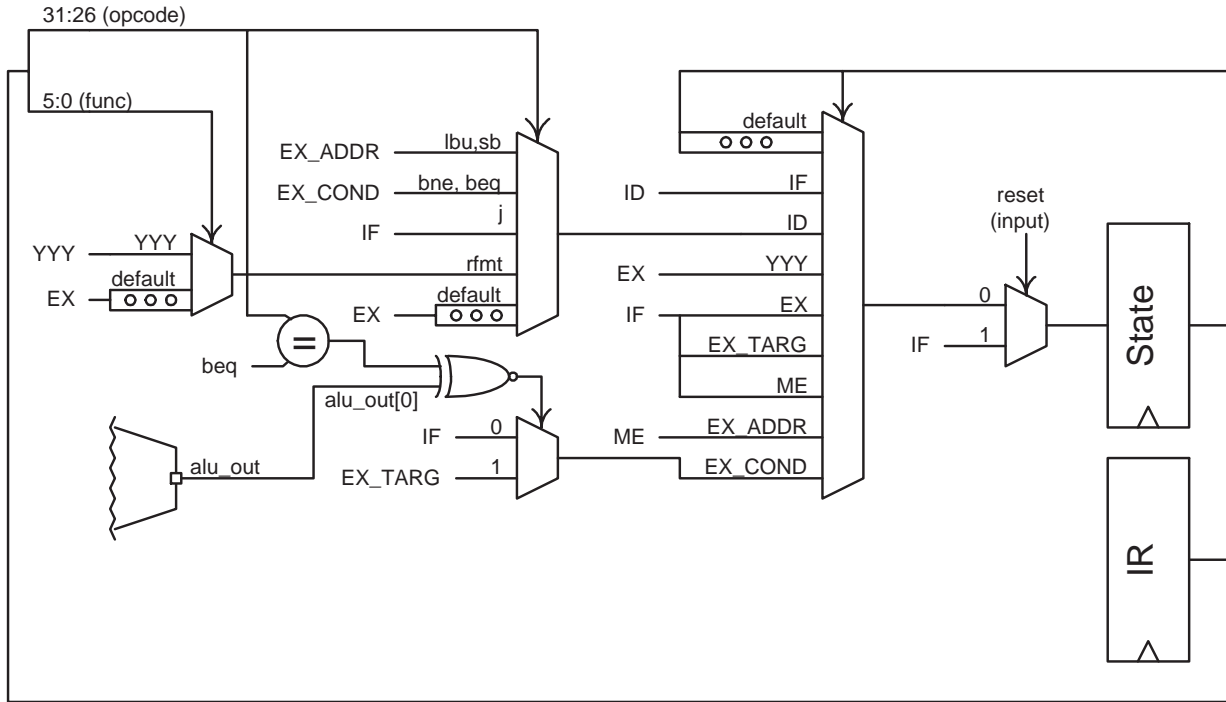 31:26 (opcode)
5:0 (func)
default
lbu,sb
EX_ADDR
bne, beq
EX_COND
ID
IF
reset
(input)
j
IF
ID
YYY
YYY
rfmt
EX
YYY
default
EX
default
EX
IF
EX
0
State
=
IF
1
beq
EX_TARG
alu_out[0]
ME
IF
0
ME
EX_ADDR
alu_out
EX_TARG
1
EX_COND
IR